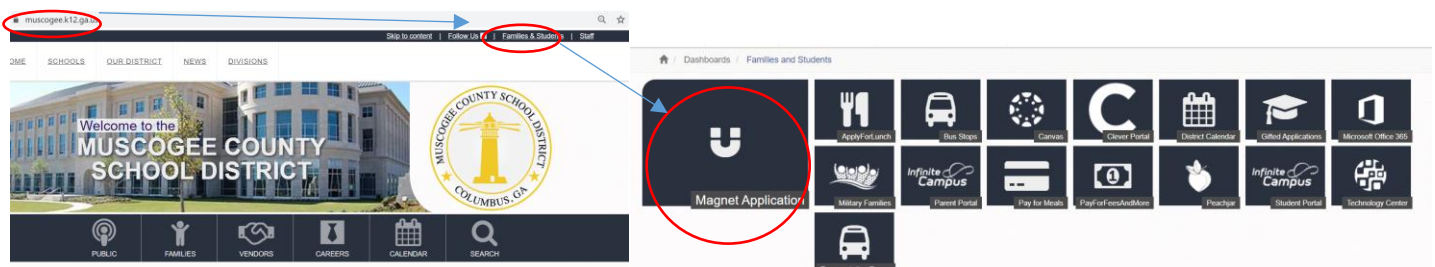 muscogee.k12.ga.us
Skip to content | Follow Us | Families & Students | Staff
SCHOOLS OUR DISTRICT NEWS DIVISIONS
Welcome to the
MUSCOGEE COUNTY
SCHOOL DISTRICT
MUSCOGEE COUNTY SCHOOL DISTRICT
COLUMBUS, GA
PUBLIC FAMILIES VENDORS CAREERS CALENDAR SEARCH
/ Dashboards / Families and Students
Magnet Application
ApplyForLunch
Bus Stops
Canvas
C
Clever Portal
District Calendar
Gifted Applications
Microsoft Office 365
Military Families
Infinite Campus
Parent Portal
Pay for Meals
1
PayForFeesAndMore
Peachjar
Infinite Campus
Student Portal
Technology Center